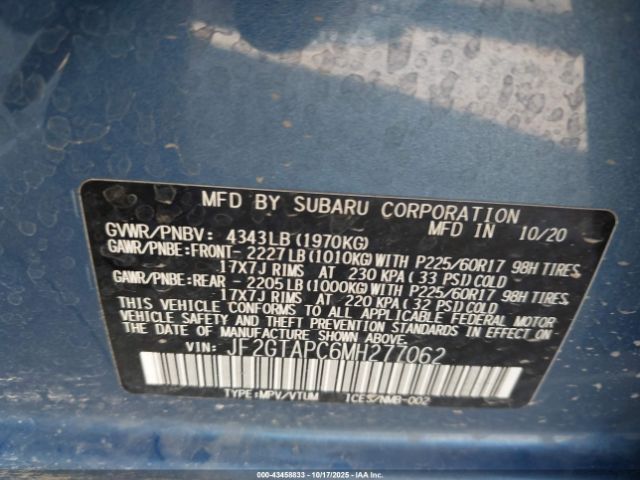 MFD BY SUBARU CORPORATION
GVWR/PNBV: 4343LB(1970KG) MFD IN 10/20
GAWR/PNBE:FRONT- 2227LB(1010KG)WITH P225/60R17 98H TIRES,
17X7J RIMS AT 230 KPA(33 PSI)COLD
GAWR/PNBE:REAR - 2205LB(1000KG)WITH P225/60R17 98H TIRES,
17X7J RIMS AT 220 KPA(32 PSI)COLD
THIS VEHICLE CONFORMS TO ALL APPLICABLE FEDERAL MOTOR
VEHICLE SAFETY AND THEFT PREVENTION STANDARDS IN EFFECT ON
THE DATE OF MANUFACTURE SHOWN ABOVE.
VIN: JF2GTAPC6MH277062
TYPE:MPV/VTUM ICES/NMB-002
© 00000-43458833 - 10/17/2025 - IAA, Inc.